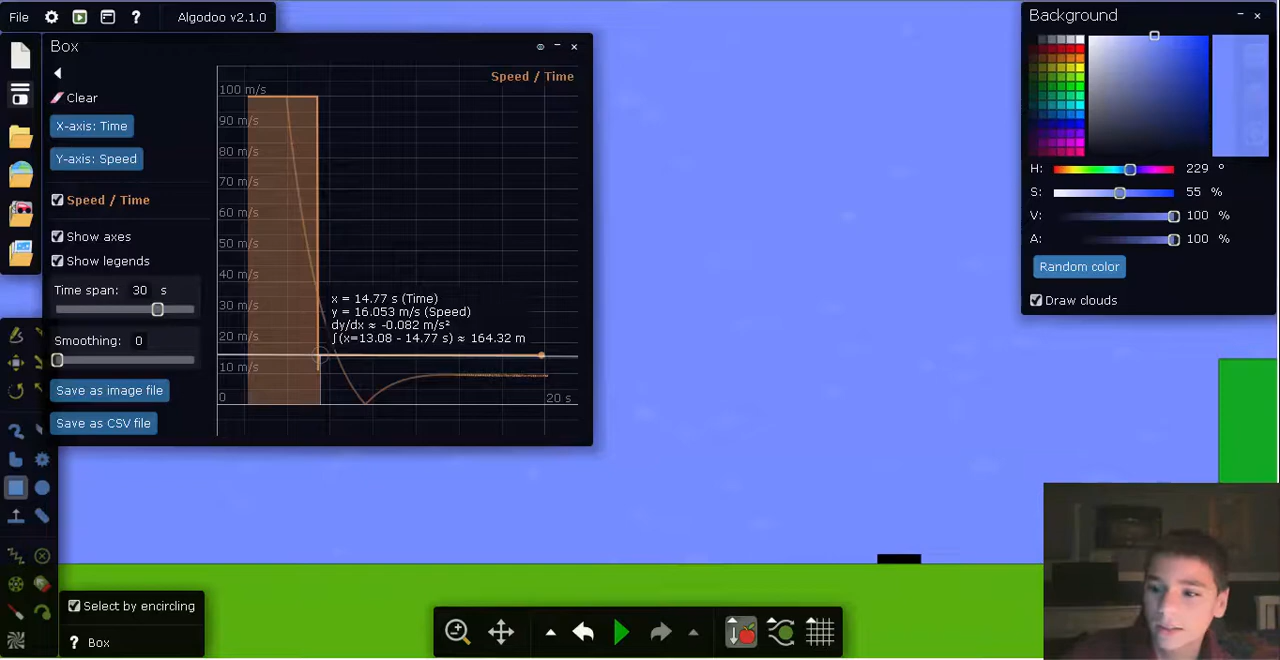 File
?
Algodoo v2.1.0
Box
Clear
X-axis: Time
Y-axis: Speed
Speed / Time
Show axes
Show legends
Time span: 30 s
Smoothing: 0
Save as image file
Save as CSV file
Speed / Time
100 m/s
90 m/s
80 m/s
70 m/s
60 m/s
50 m/s
40 m/s
30 m/s
20 m/s
10 m/s
0
20 s
x = 14.77 s (Time)
y = 16.053 m/s (Speed)
dy/dx ≈ -0.082 m/s²
∫(x=13.08 - 14.77 s) ≈ 164.32 m
Background
H: 229 °
S: 55 %
V: 100 %
A: 100 %
Random color
Draw clouds
Select by encircling
? Box